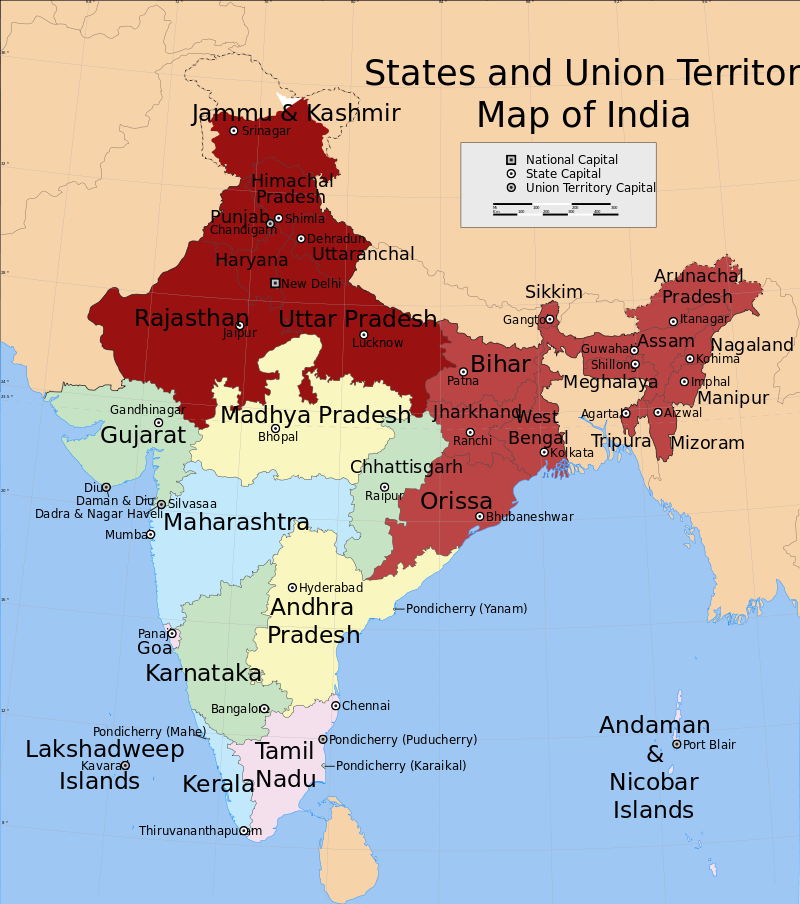 States and Union Territor
Map of India
National Capital
State Capital
Union Territory Capital
Jammu & Kashmir
Srinagar
Himachal
Pradesh
Punjab
Shimla
Chandigarh
Dehradun
Uttaranchal
Haryana
New Delhi
Rajasthan
Jaipur
Uttar Pradesh
Lucknow
Sikkim
Gangtok
Arunachal
Pradesh
Itanagar
Assam
Guwahati
Nagaland
Kohima
Shillong
Meghalaya
Imphal
Manipur
Agartala
Aizwal
Tripura
Mizoram
Bihar
Patna
Jharkhand
Ranchi
West
Bengal
Kolkata
Gandhinagar
Gujarat
Madhya Pradesh
Bhopal
Chhattisgarh
Raipur
Orissa
Bhubaneshwar
Diu
Daman & Diu
Silvasaa
Dadra & Nagar Haveli
Maharashtra
Mumbai
Hyderabad
Andhra
Pradesh
Pondicherry (Yanam)
Panaji
Goa
Karnataka
Bangalore
Chennai
Pondicherry (Mahe)
Pondicherry (Puducherry)
Lakshadweep
Kavarati
Islands
Tamil
Nadu
Pondicherry (Karaikal)
Kerala
Thiruvananthapuram
Andaman
&
Nicobar
Islands
Port Blair